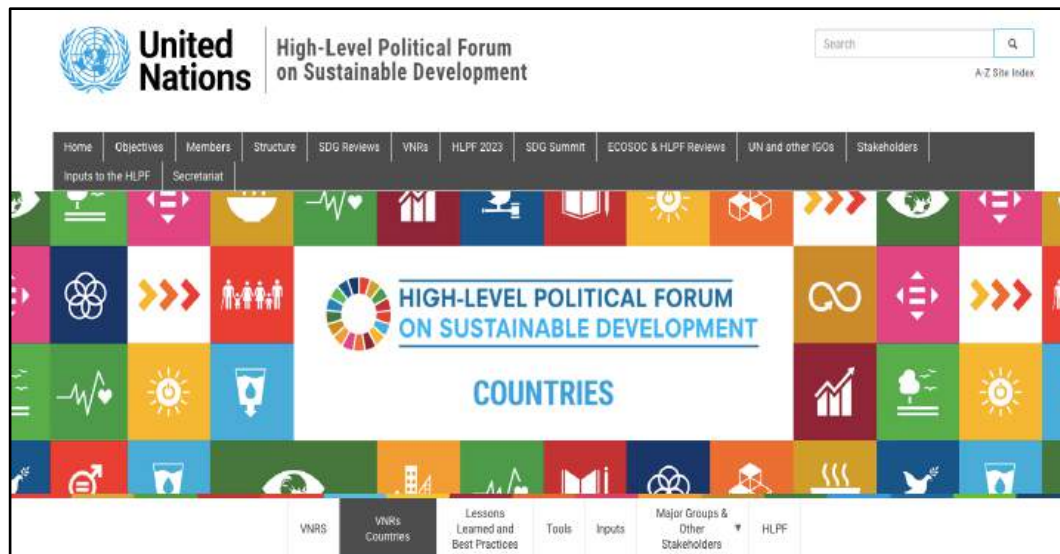 United
Nations
High-Level Political Forum
on Sustainable Development
Search
A-Z Site Index
Home Objectives Members Structure SDG Reviews VNRs HLPF 2023 SDG Summit ECOSOC & HLPF Reviews UN and other IGOs Stakeholders
Inputs to the HLPF Secretariat
HIGH-LEVEL POLITICAL FORUM
ON SUSTAINABLE DEVELOPMENT
COUNTRIES
VNRS
VNRs
Countries
Lessons
Learned and
Best Practices
Tools
Inputs
Major Groups &
Other
Stakeholders
HLPF